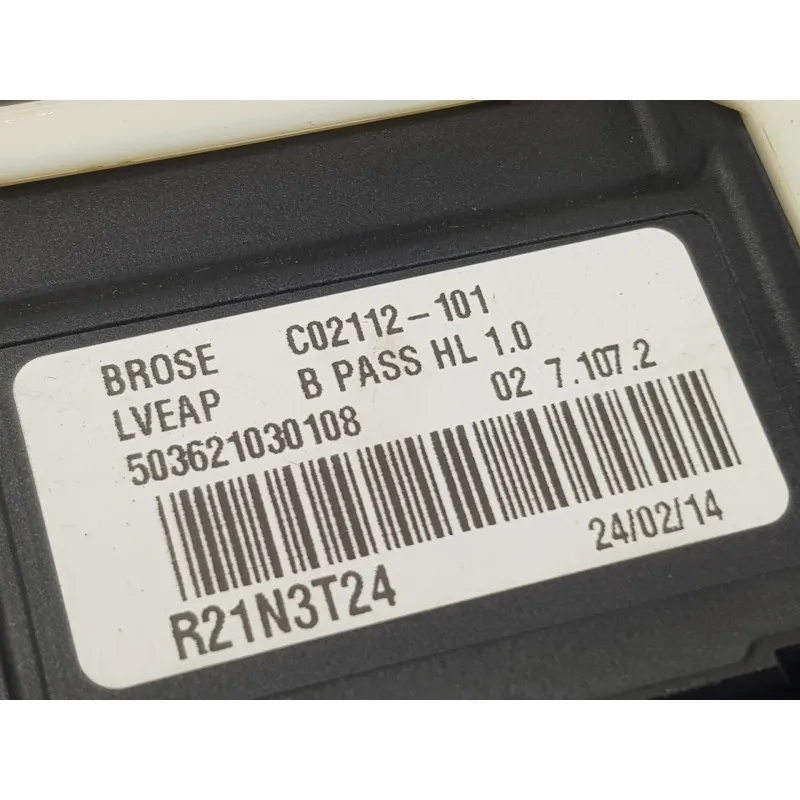 BROSE C02112-101
LVEAP B PASS HL 1.0
503621030108 02 7.107.2
R21N3T24 24/02/14